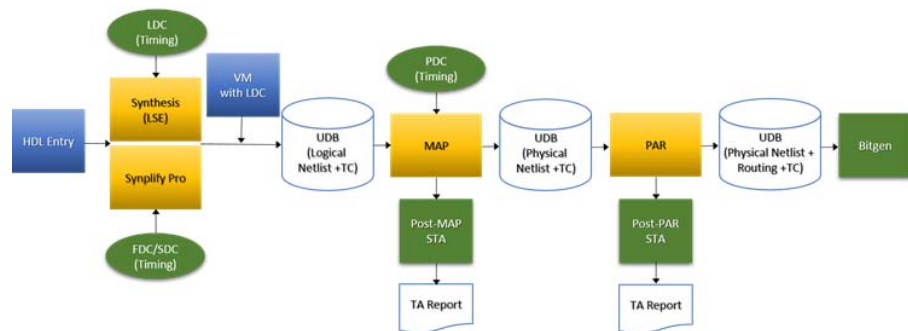 LDC
(Timing)
VM
with LDC
PDC
(Timing)
Synthesis
(LSE)
HDL Entry
UDB
(Logical
Netlist +TC)
MAP
UDB
(Physical
Netlist +TC)
PAR
UDB
(Physical Netlist +
Routing +TC)
Bitgen
Synplify Pro
Post-MAP
STA
Post-PAR
STA
FDC/SDC
(Timing)
TA Report
TA Report